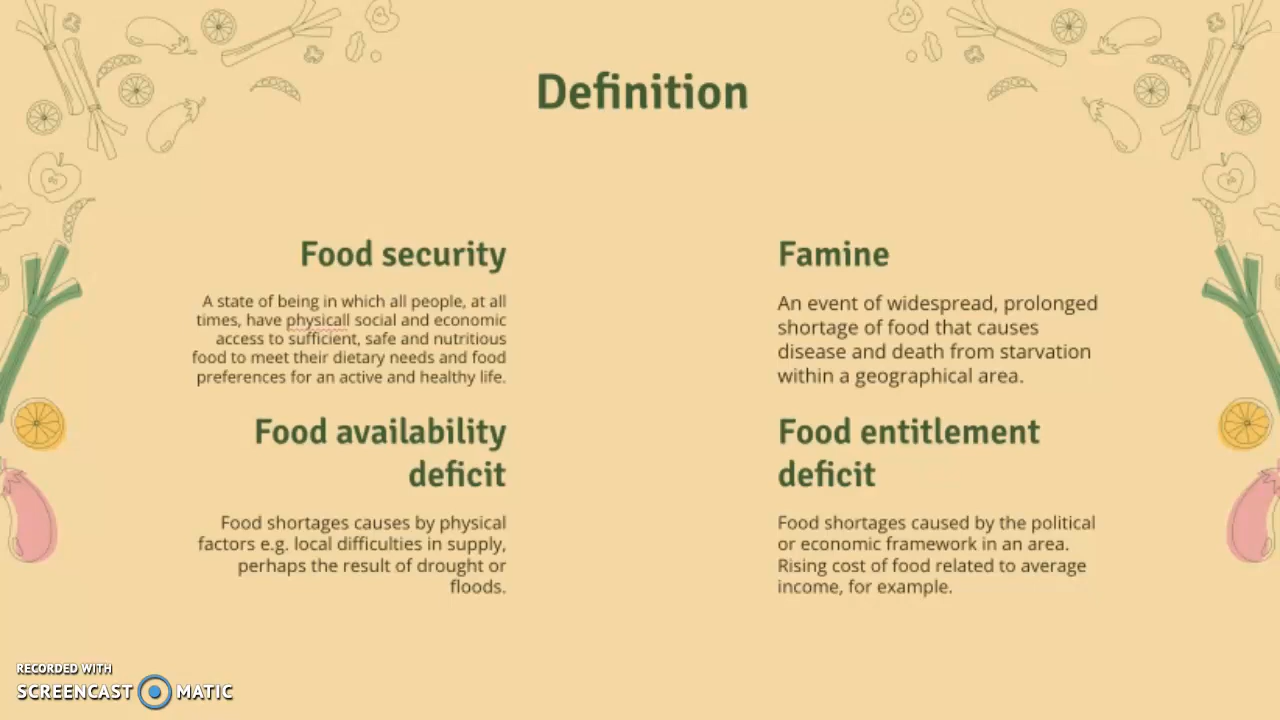 Definition
Food security
A state of being in which all people, at all
times, have physicall social and economic
access to sufficient, safe and nutritious
food to meet their dietary needs and food
preferences for an active and healthy life.
Famine
An event of widespread, prolonged
shortage of food that causes
disease and death from starvation
within a geographical area.
Food availability
deficit
Food shortages causes by physical
factors e.g. local difficulties in supply,
perhaps the result of drought or
floods.
Food entitlement
deficit
Food shortages caused by the political
or economic framework in an area.
Rising cost of food related to average
income, for example.
RECORDED WITH
SCREENCAST MATIC